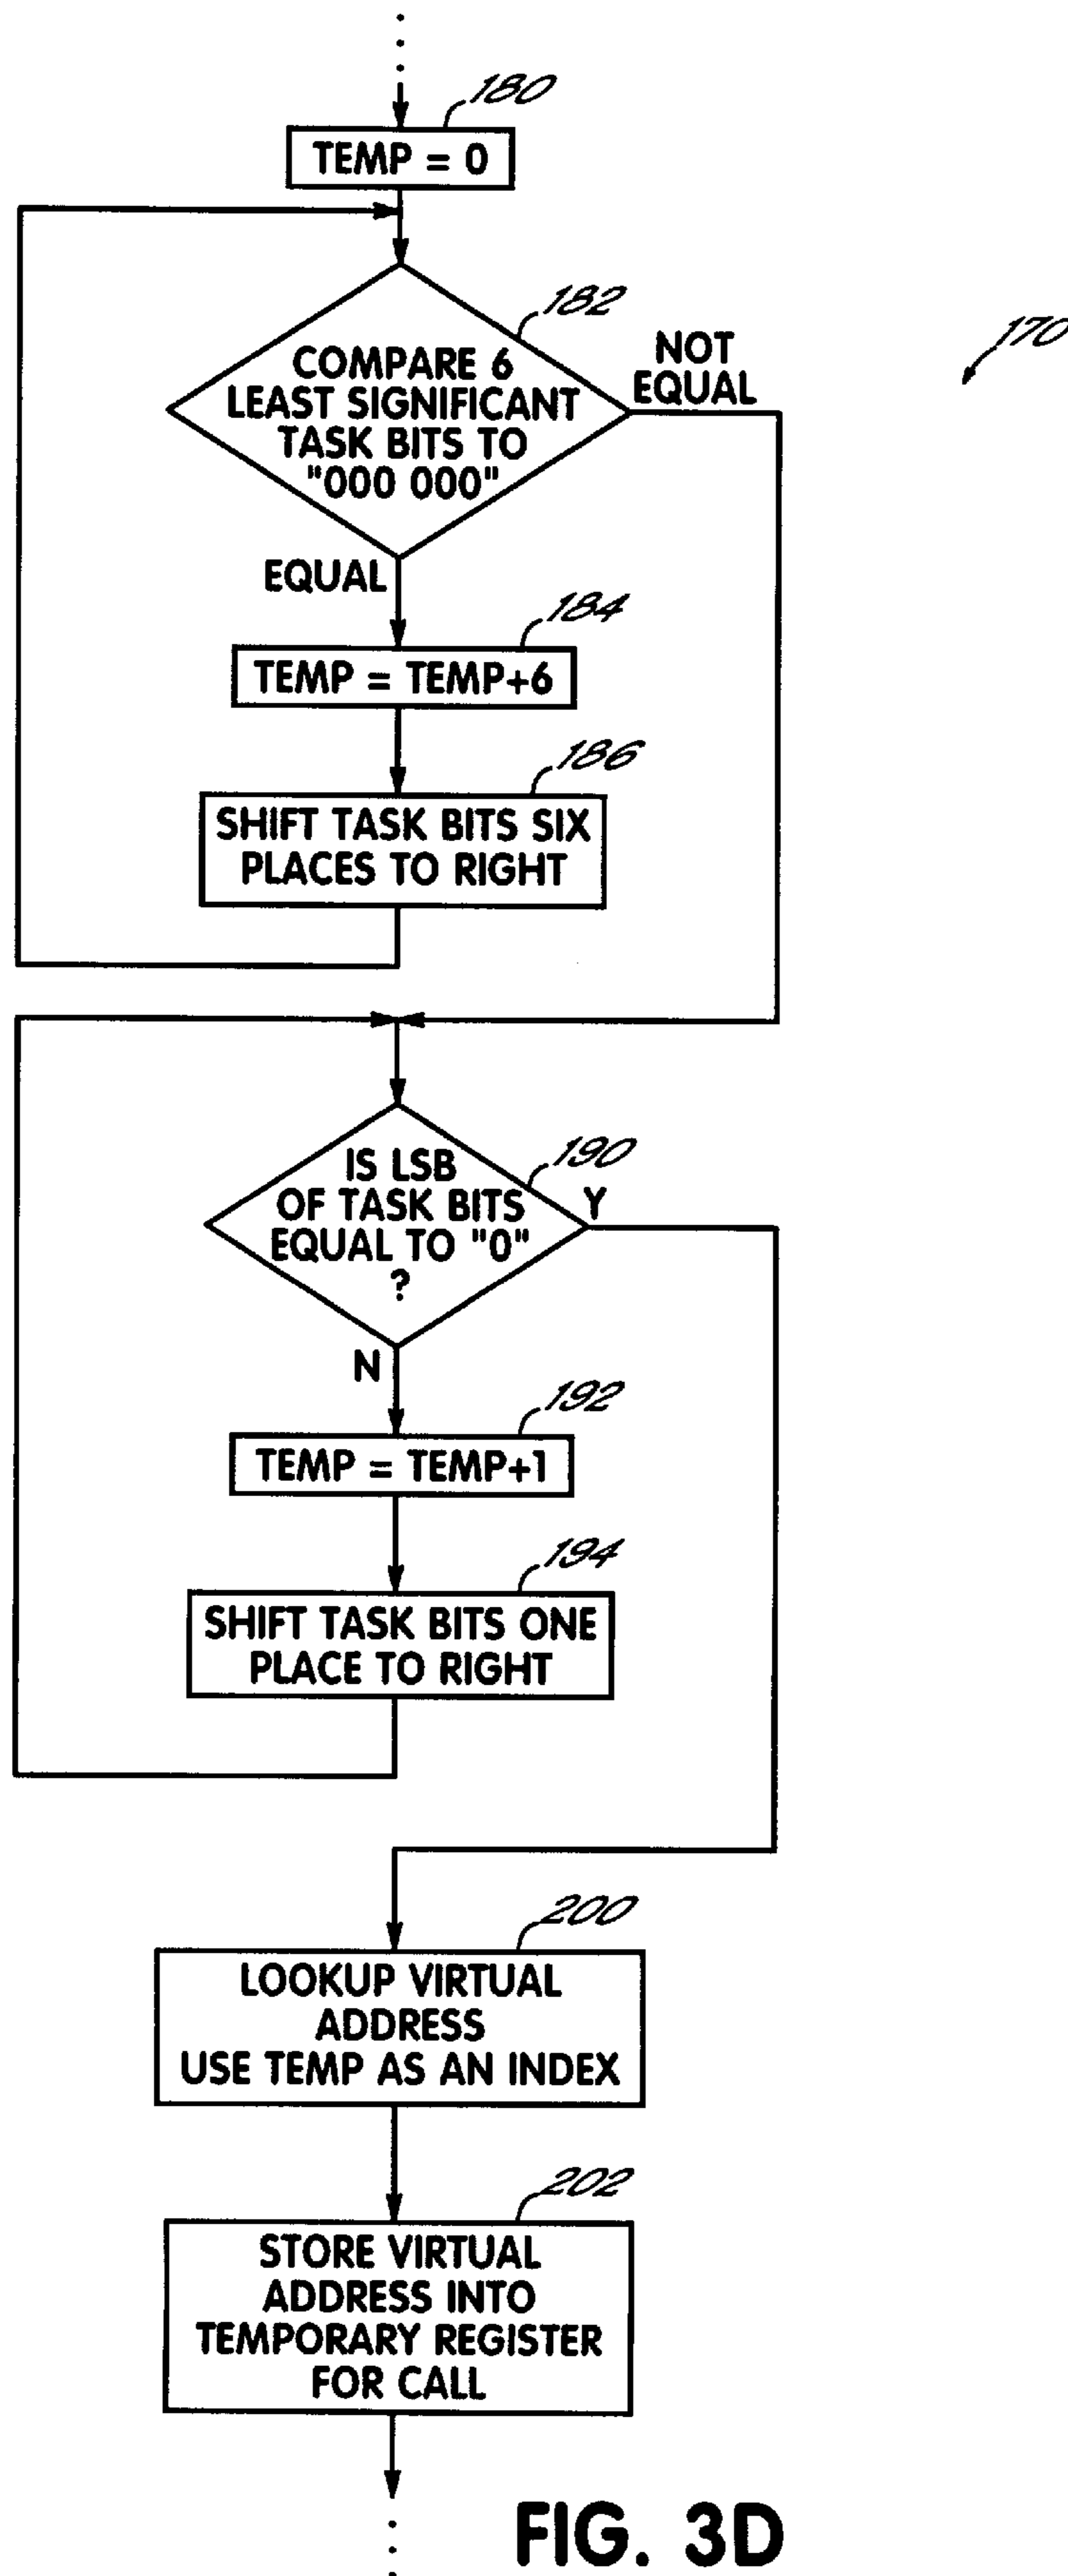 180
TEMP = 0
182
COMPARE 6
LEAST SIGNIFICANT
TASK BITS TO
"000 000"
NOT
EQUAL
170
EQUAL
184
TEMP = TEMP+6
186
SHIFT TASK BITS SIX
PLACES TO RIGHT
190
IS LSB
OF TASK BITS
EQUAL TO "0"
?
Y
N
192
TEMP = TEMP+1
194
SHIFT TASK BITS ONE
PLACE TO RIGHT
200
LOOKUP VIRTUAL
ADDRESS
USE TEMP AS AN INDEX
202
STORE VIRTUAL
ADDRESS INTO
TEMPORARY REGISTER
FOR CALL
FIG. 3D